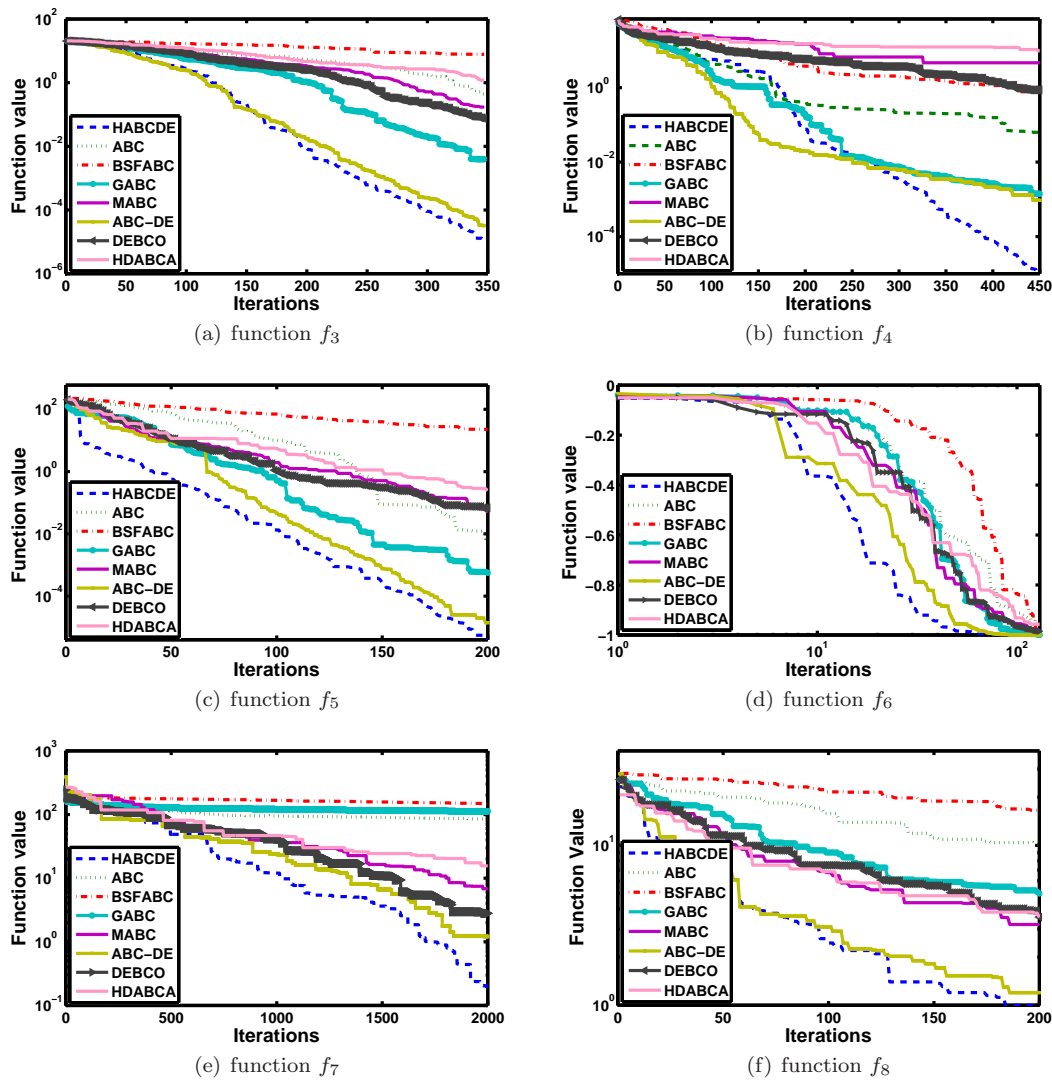 10^2
10^0
10^−2
10^−4
10^−6
Function value
HABCDE
ABC
BSFABC
GABC
MABC
ABC−DE
DEBCO
HDABCA
0 50 100 150 200 250 300 350
Iterations
(a) function f_3
10^0
10^−2
10^−4
Function value
HABCDE
ABC
BSFABC
GABC
MABC
ABC−DE
DEBCO
HDABCA
0 50 100 150 200 250 300 350 400 450
Iterations
(b) function f_4
10^2
10^0
10^−2
10^−4
Function value
HABCDE
ABC
BSFABC
GABC
MABC
ABC−DE
DEBCO
HDABCA
0 50 100 150 200
Iterations
(c) function f_5
0
−0.2
−0.4
−0.6
−0.8
−1
Function value
HABCDE
ABC
BSFABC
GABC
MABC
ABC−DE
DEBCO
HDABCA
10^0 10^1 10^2
Iterations
(d) function f_6
10^3
10^2
10^1
10^0
10^−1
Function value
HABCDE
ABC
BSFABC
GABC
MABC
ABC−DE
DEBCO
HDABCA
0 500 1000 1500 2000
Iterations
(e) function f_7
10^1
10^0
Function Value
HABCDE
ABC
BSFABC
GABC
MABC
ABC−DE
DEBCO
HDABCA
0 50 100 150 200
Iterations
(f) function f_8